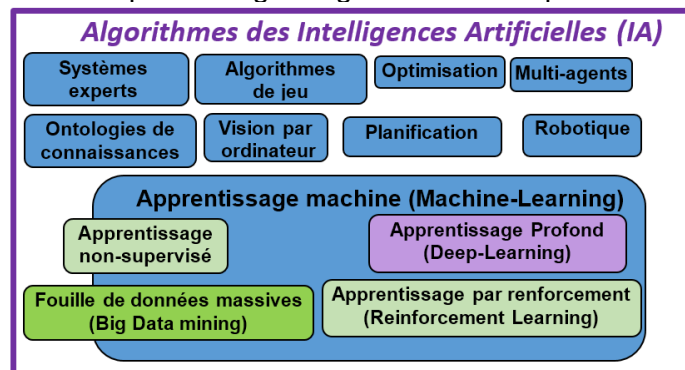 Algorithmes des Intelligences Artificielles (IA)
Systèmes
experts
Algorithmes
de jeu
Optimisation
Multi-agents
Ontologies de
connaissances
Vision par
ordinateur
Planification
Robotique
Apprentissage machine (Machine-Learning)
Apprentissage
non-supervisé
Apprentissage Profond
(Deep-Learning)
Fouille de données massives
(Big Data mining)
Apprentissage par renforcement
(Reinforcement Learning)